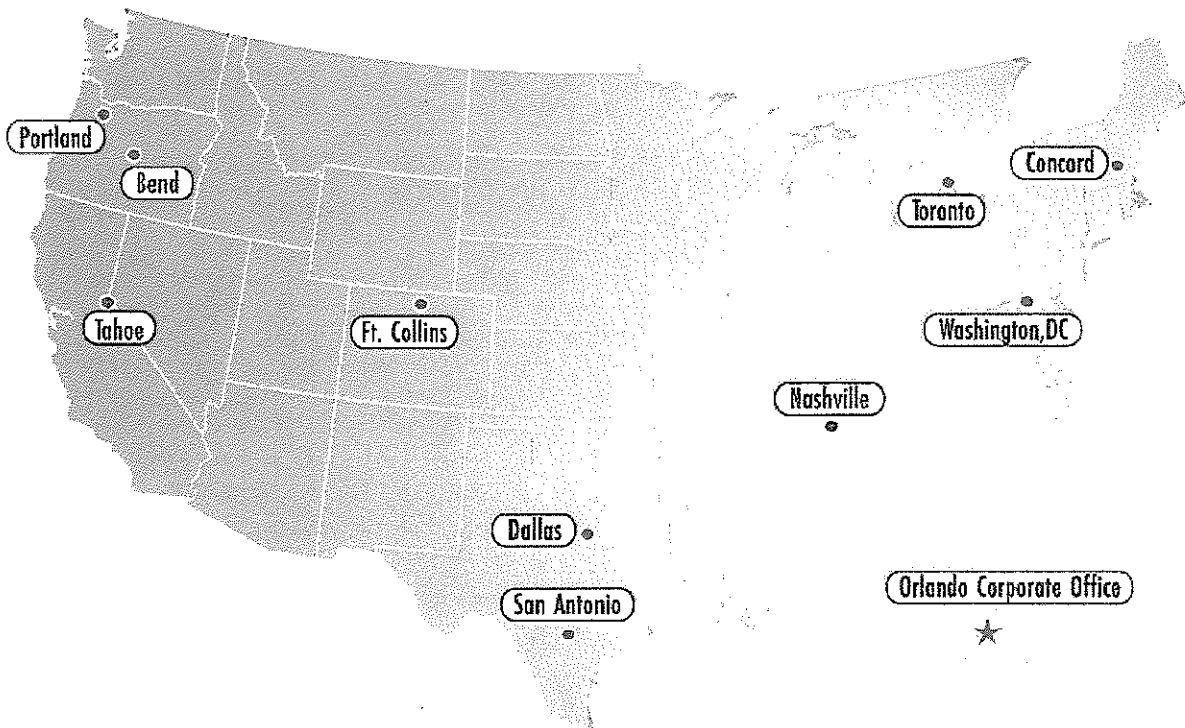 Portland
Bend
Concord
Toronto
Tahoe
Ft. Collins
Washington,DC
Nashville
Dallas
San Antonio
Orlando Corporate Office